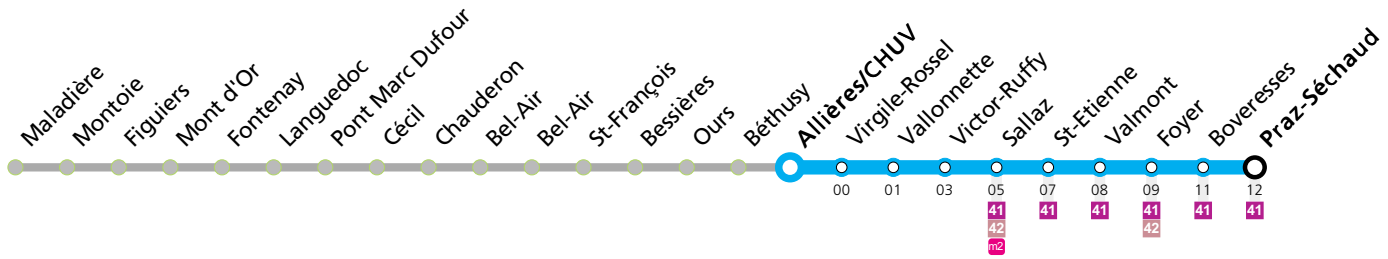 Maladière
Montoie
Figuiers
Mont d'Or
Fontenay
Languedoc
Pont Marc Dufour
Cécil
Chauderon
Bel-Air
Bel-Air
St-François
Bessières
Ours
Béthusy
Allières/CHUV
Virgile-Rossel
Vallonnette
Victor-Ruffy
Sallaz
St-Etienne
Valmont
Foyer
Boveresses
Praz-Séchaud
00 01 03 05 07 08 09 11 12
41 41 41 41 41 41
42 42
m2